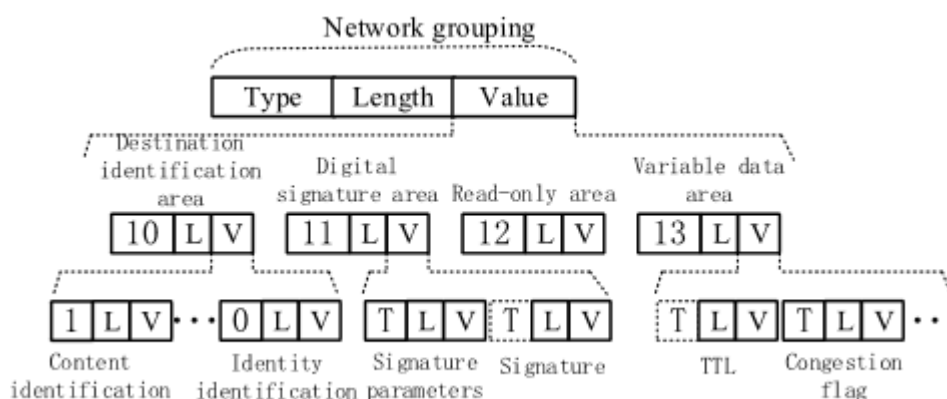 Network grouping
Type Length Value
Destination identification area
Digital signature area
Read-only area
Variable data area
10 L V
11 L V
12 L V
13 L V
1 L V ··· 0 L V
T L V T L V
T L V T L V ··
Content identification
Identity identification
Signature parameters
Signature
TTL
Congestion flag